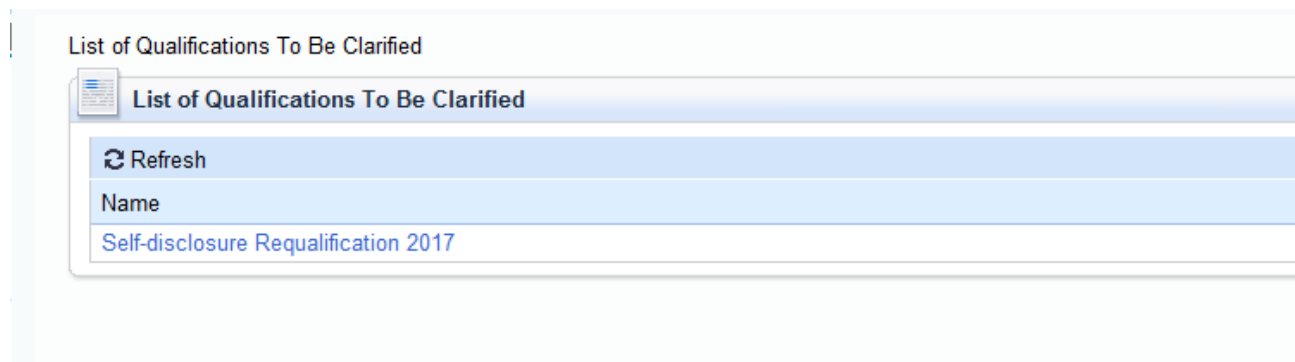 List of Qualifications To Be Clarified
List of Qualifications To Be Clarified
Refresh
Name
Self-disclosure Requalification 2017